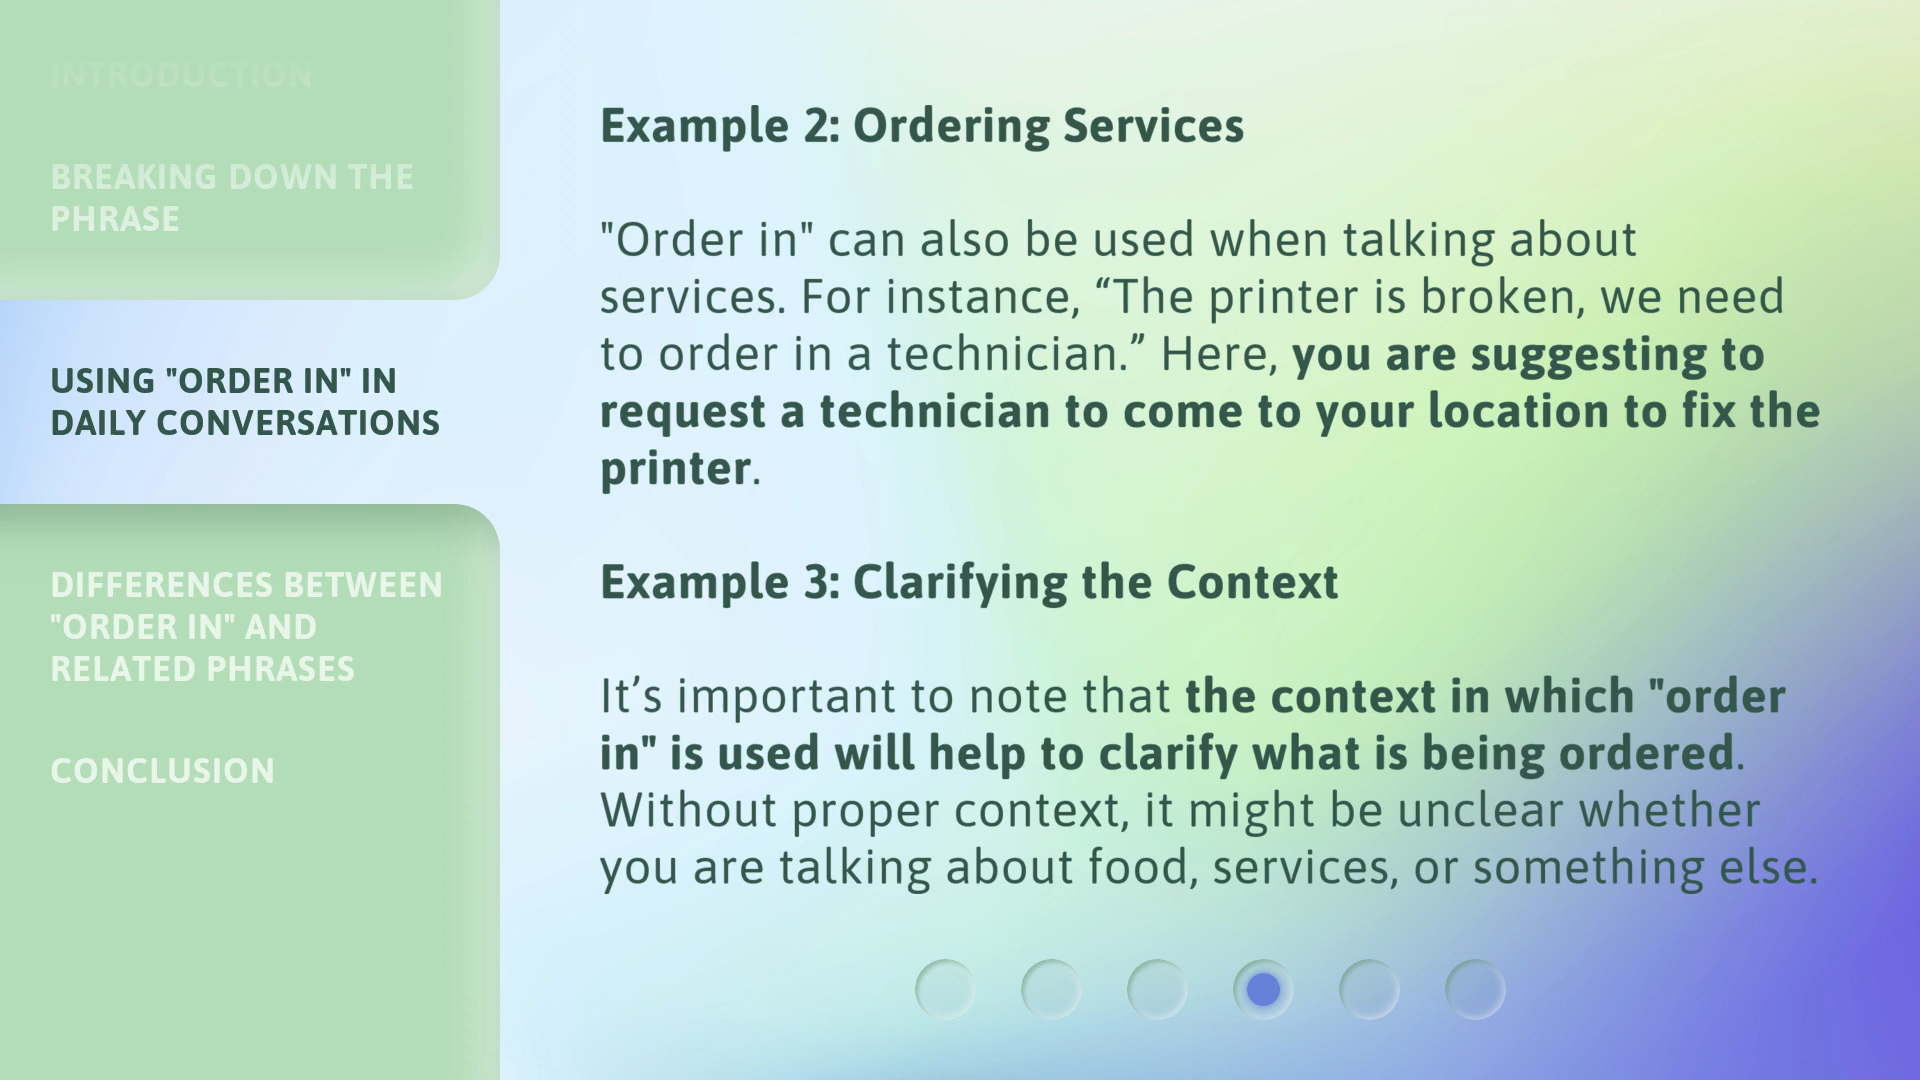 INTRODUCTION
BREAKING DOWN THE
PHRASE
USING "ORDER IN" IN
DAILY CONVERSATIONS
DIFFERENCES BETWEEN
"ORDER IN" AND
RELATED PHRASES
CONCLUSION
Example 2: Ordering Services
"Order in" can also be used when talking about
services. For instance, “The printer is broken, we need
to order in a technician.” Here, you are suggesting to
request a technician to come to your location to fix the
printer.
Example 3: Clarifying the Context
It’s important to note that the context in which "order
in" is used will help to clarify what is being ordered.
Without proper context, it might be unclear whether
you are talking about food, services, or something else.